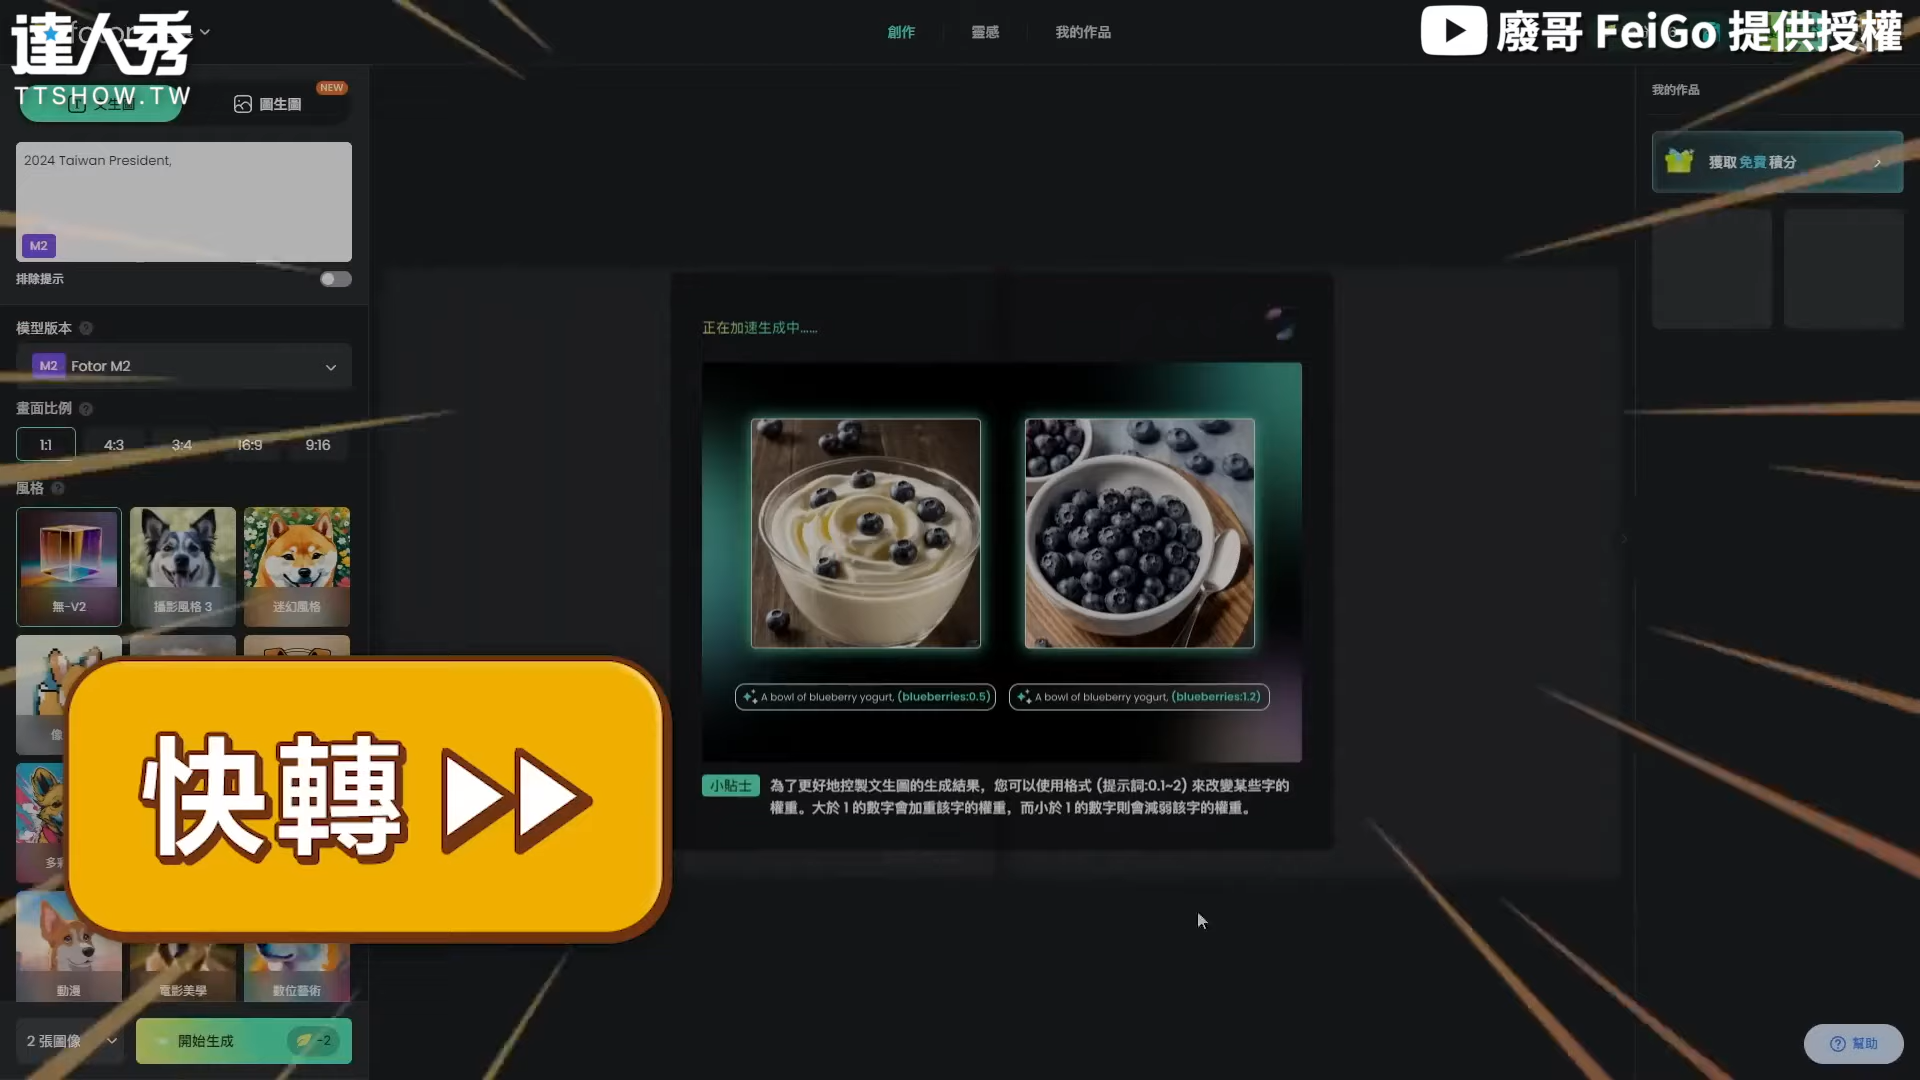 達人秀
TTSHOW.TW
fotor
創作
靈感
我的作品
廢哥 FeiGo 提供授權
文生圖
圖生圖
NEW
我的作品
2024 Taiwan President,
M2
獲取免費積分
排除提示
模型版本
M2 Fotor M2
畫面比例
1:1
4:3
3:4
16:9
9:16
風格
無-V2
攝影風格 3
迷幻風格
像
多彩
動漫
電影美學
數位藝術
2 張圖像
開始生成
-2
正在加速生成中......
A bowl of blueberry yogurt, (blueberries:0.5)
A bowl of blueberry yogurt, (blueberries:1.2)
小貼士
為了更好地控製文生圖的生成結果，您可以使用格式 (提示詞:0.1~2) 來改變某些字的
權重。大於 1 的數字會加重該字的權重，而小於 1 的數字則會減弱該字的權重。
快轉
幫助